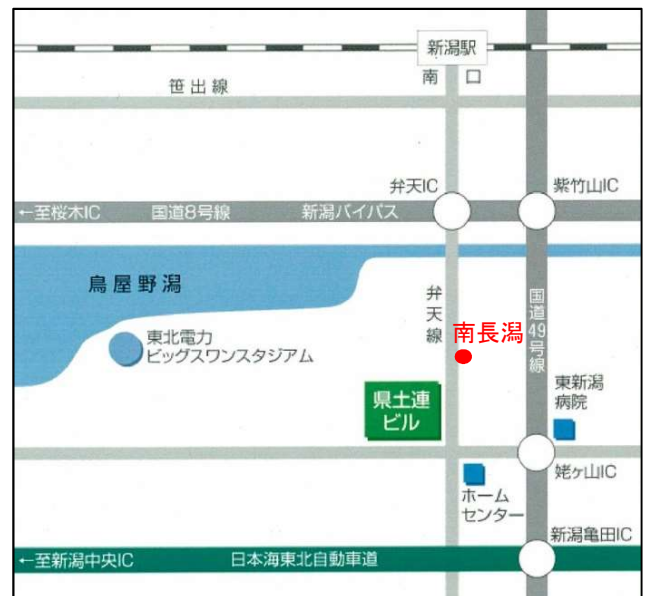 新潟駅
南口
笹出線
弁天IC
紫竹山IC
←至桜木IC
国道8号線
新潟バイパス
鳥屋野潟
弁天線
国道49号線
南長潟
東北電力
ビッグスワンスタジアム
東新潟
病院
県土連
ビル
姥ヶ山IC
ホーム
センター
新潟亀田IC
←至新潟中央IC
日本海東北自動車道